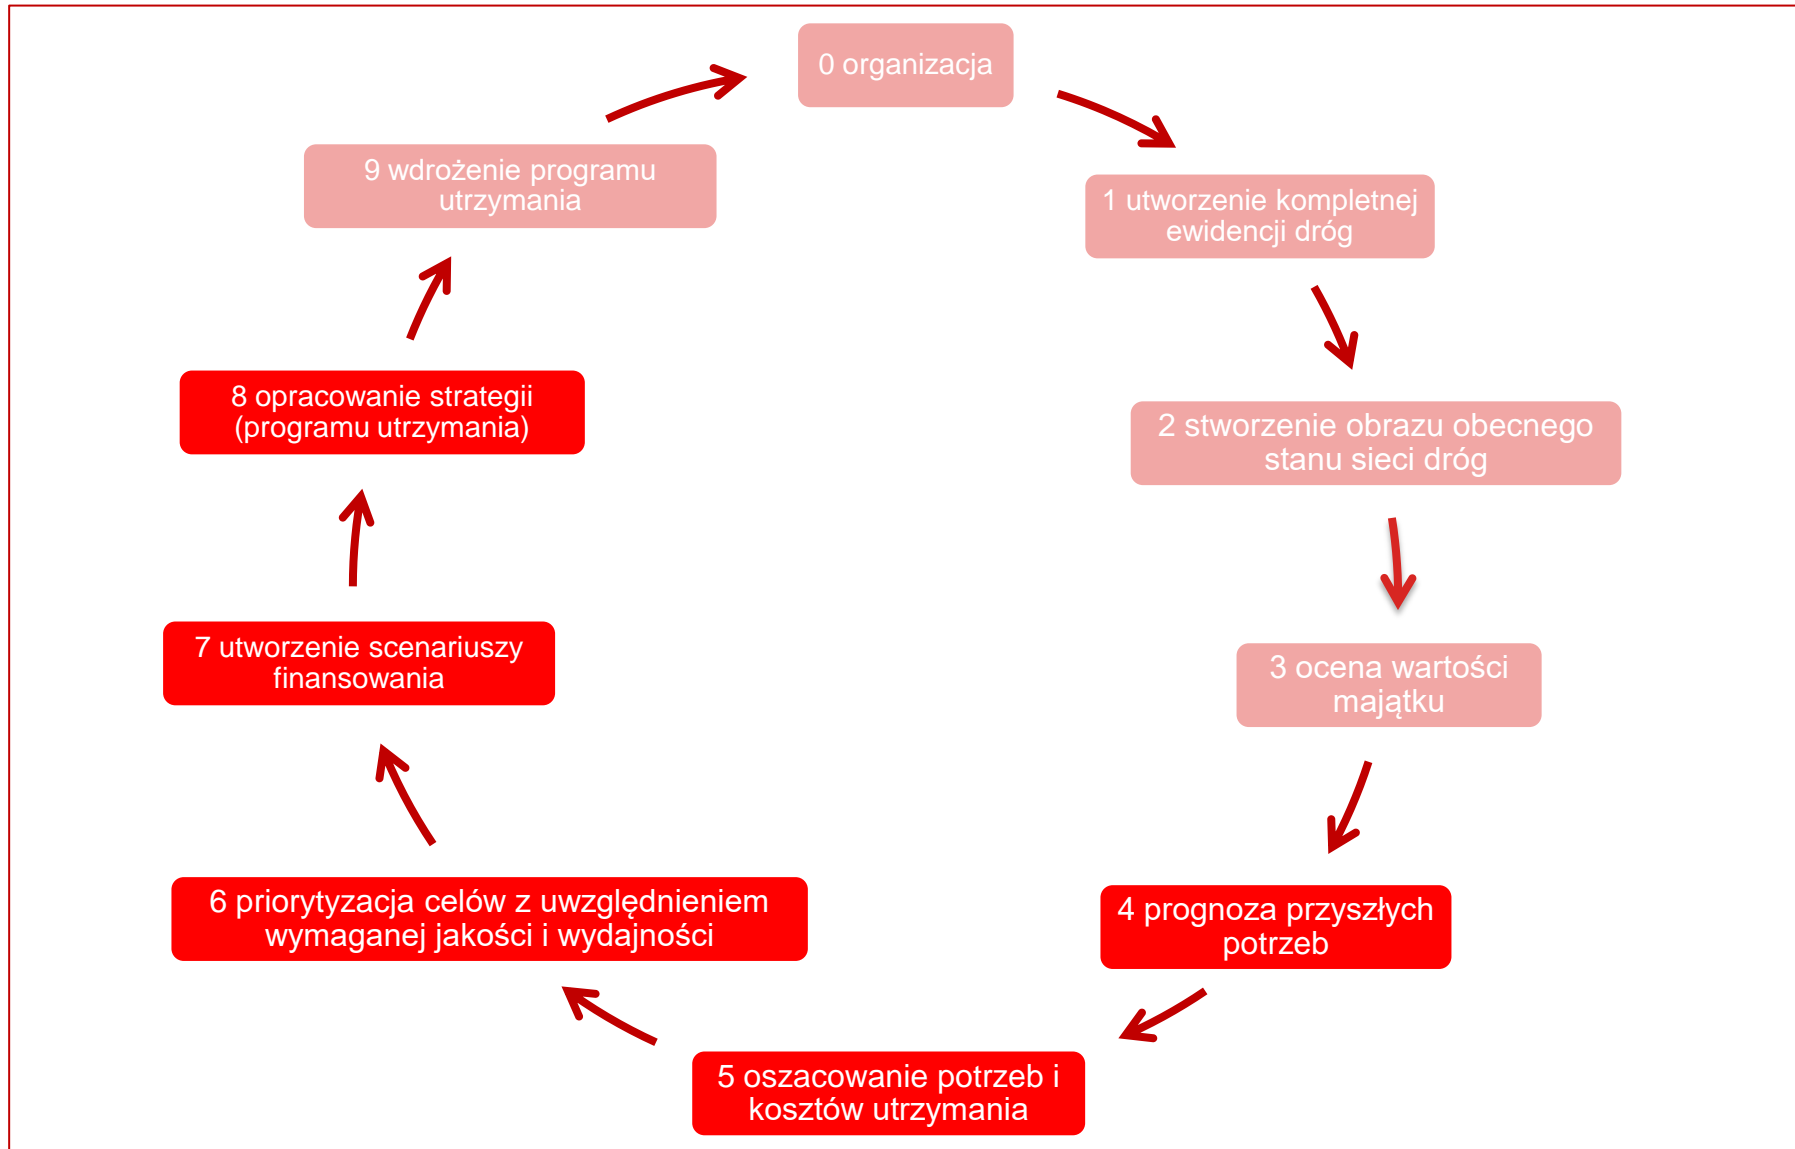 0 organizacja
1 utworzenie kompletnej
ewidencji dróg
2 stworzenie obrazu obecnego
stanu sieci dróg
3 ocena wartości
majątku
4 prognoza przyszłych
potrzeb
5 oszacowanie potrzeb i
kosztów utrzymania
6 priorytyzacja celów z uwzględnieniem
wymaganej jakości i wydajności
7 utworzenie scenariuszy
finansowania
8 opracowanie strategii
(programu utrzymania)
9 wdrożenie programu
utrzymania